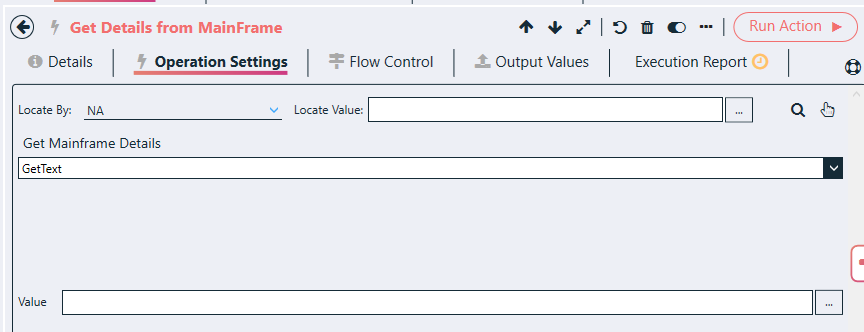 Get Details from MainFrame
Run Action
Details
Operation Settings
Flow Control
Output Values
Execution Report
Locate By: NA Locate Value: ...
Get Mainframe Details
GetText
Value ...